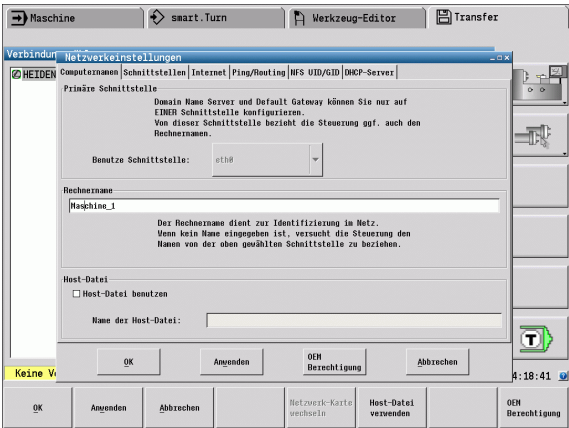 Maschine
smart.Turn
Werkzeug-Editor
Transfer
Netzwerkeinstellungen
HEIDEN
Computernamen Schnittstellen Internet Ping/Routing NFS UID/GID DHCP-Server
Primäre Schnittstelle
Domain Name Server und Default Gateway können Sie nur auf
EINER Schnittstelle konfigurieren.
Von dieser Schnittstelle bezieht die Steuerung ggf. auch den
Rechnernamen.
Benutze Schnittstelle:
eth0
Rechnername
Maschine_1
Der Rechnername dient zur Identifizierung im Netz.
Wenn kein Name eingegeben ist, versucht die Steuerung den
Namen von der oben gewählten Schnittstelle zu beziehen.
Host-Datei
Host-Datei benutzen
Name der Host-Datei:
T
OK
Anwenden
OEM
Berechtigung
Abbrechen
Keine
4:18:41
OK
Anwenden
Abbrechen
Netzwerk-Karte
wechseln
Host-Datei
verwenden
OEM
Berechtigung